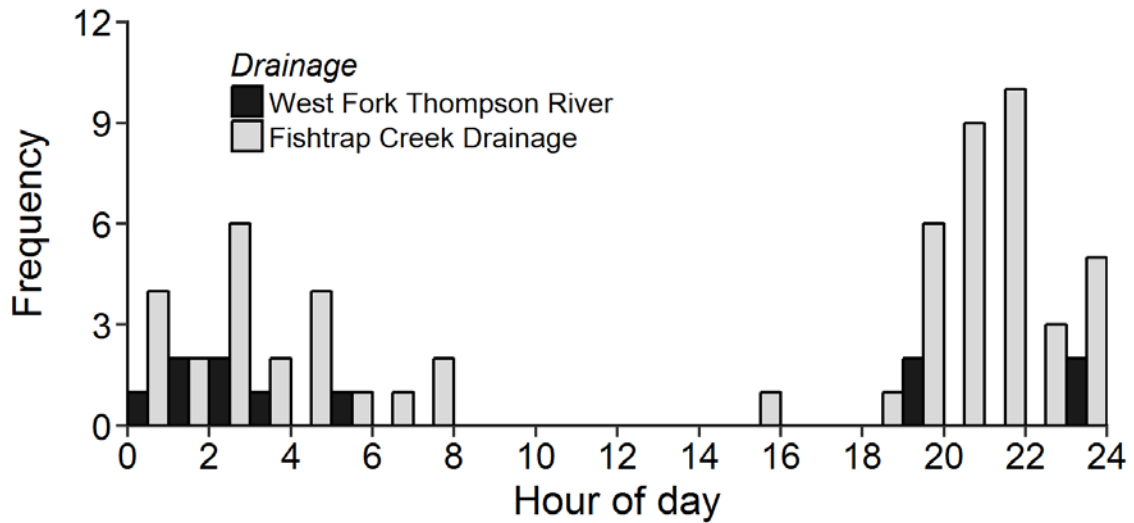 12
9
6
3
0
Frequency
Drainage
West Fork Thompson River
Fishtrap Creek Drainage
0 2 4 6 8 10 12 14 16 18 20 22 24
Hour of day